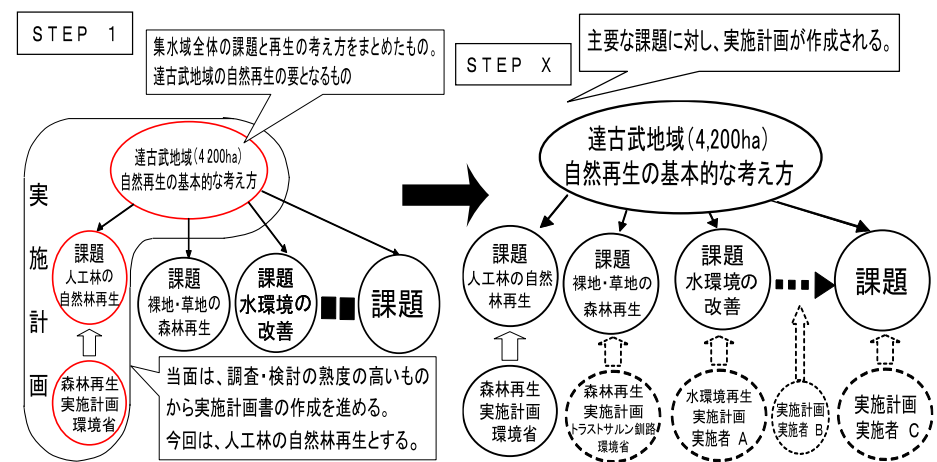 STEP 1
集水域全体の課題と再生の考え方をまとめたもの。
達古武地域の自然再生の要となるもの
達古武地域(4 200ha)
自然再生の基本的な考え方
実施計画
課題
人工林の
自然林再生
課題
裸地・草地の
森林再生
課題
水環境の
改善
課題
森林再生
実施計画
環境省
当面は、調査・検討の熟度の高いもの
から実施計画書の作成を進める。
今回は、人工林の自然林再生とする。
STEP X
主要な課題に対し、実施計画が作成される。
達古武地域(4,200ha)
自然再生の基本的な考え方
課題
人工林の自然
林再生
課題
裸地・草地の
森林再生
課題
水環境の
改善
課題
森林再生
実施計画
環境省
森林再生
実施計画
トラストサルン釧路
環境省
水環境再生
実施計画
実施者 A
実施計画
実施者 B
実施計画
実施者 C